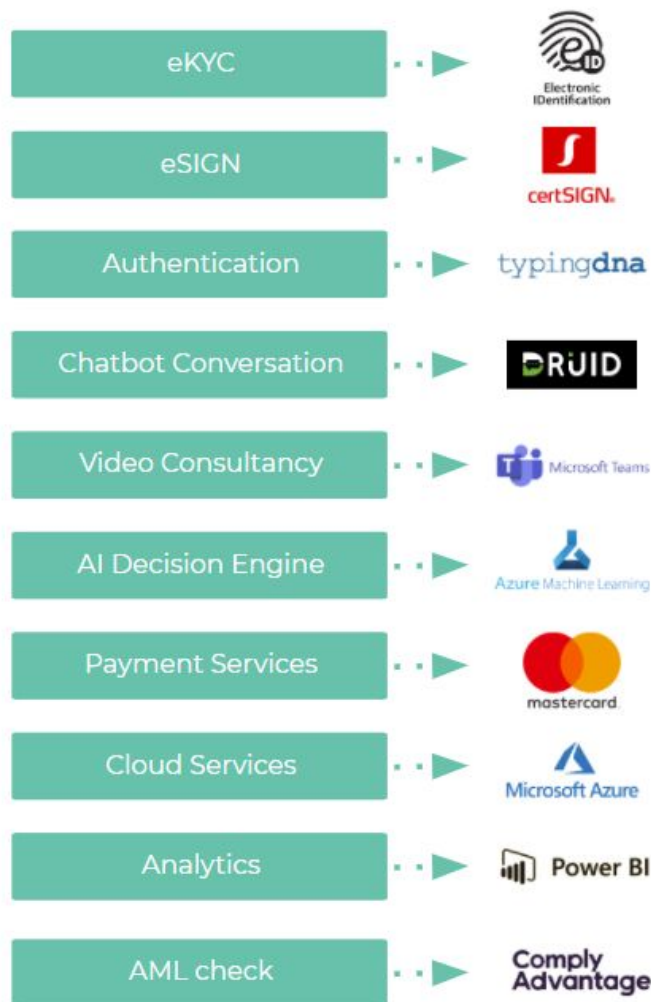 eKYC
e ID
Electronic
IDentification
eSIGN
certSIGN®
Authentication
typingdna
Chatbot Conversation
DRUID
Video Consultancy
T Microsoft Teams
AI Decision Engine
Azure Machine Learning
Payment Services
mastercard.
Cloud Services
Microsoft Azure
Analytics
Power BI
AML check
Comply
Advantage